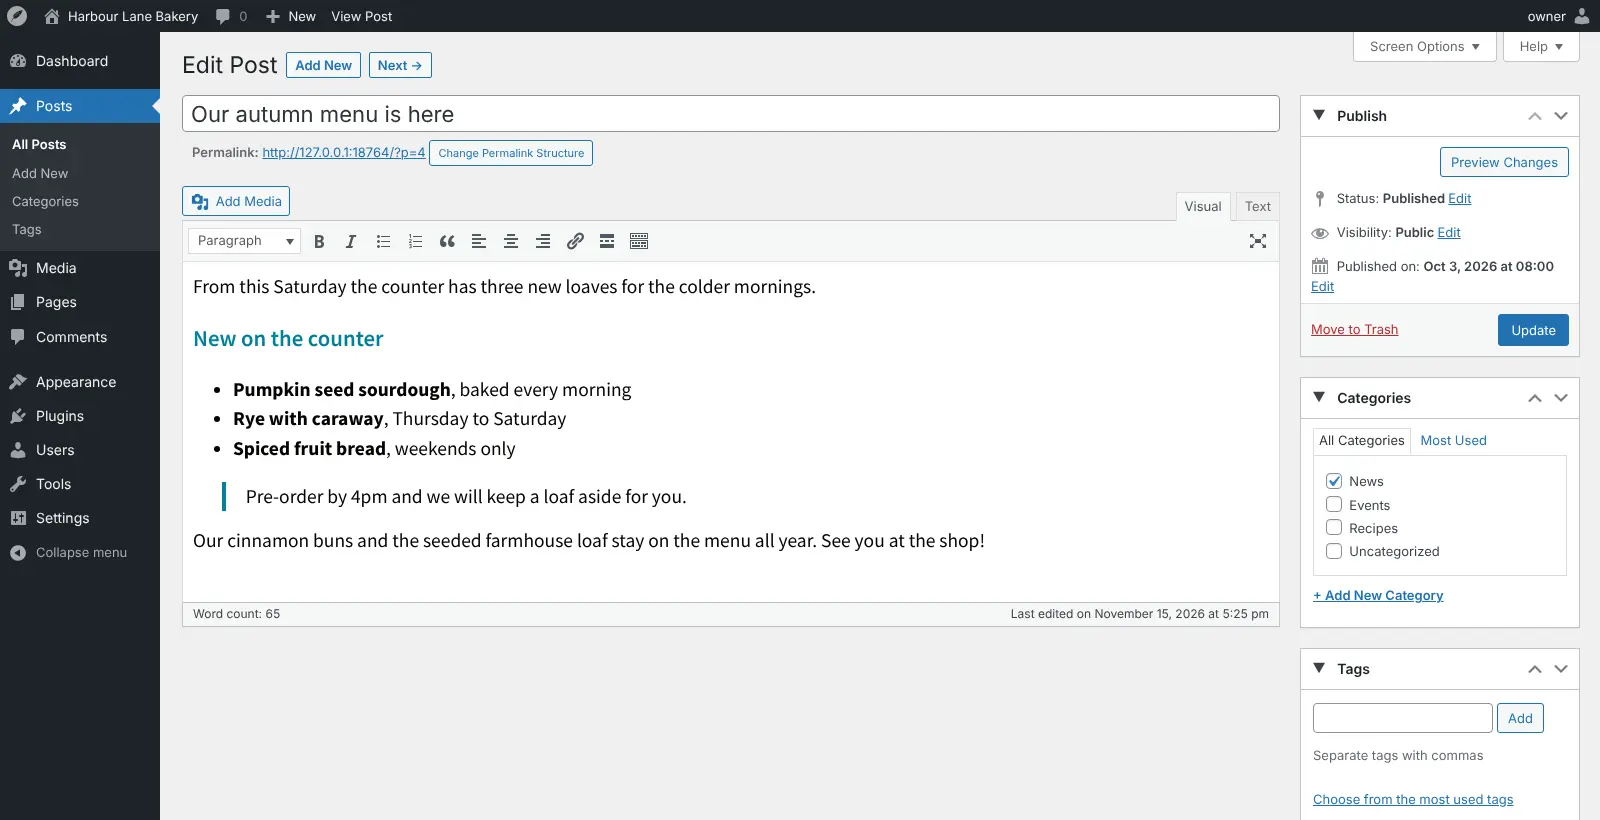 Harbour Lane Bakery 0 New View Post owner
Dashboard
Posts
All Posts
Add New
Categories
Tags
Media
Pages
Comments
Appearance
Plugins
Users
Tools
Settings
Collapse menu
Screen Options ▼ Help ▼
Edit Post Add New Next →
Our autumn menu is here
Permalink: http://127.0.0.1:18764/?p=4 Change Permalink Structure
Add Media
Visual Text
Paragraph
From this Saturday the counter has three new loaves for the colder mornings.
New on the counter
• Pumpkin seed sourdough, baked every morning
• Rye with caraway, Thursday to Saturday
• Spiced fruit bread, weekends only
Pre-order by 4pm and we will keep a loaf aside for you.
Our cinnamon buns and the seeded farmhouse loaf stay on the menu all year. See you at the shop!
Word count: 65 Last edited on November 15, 2026 at 5:25 pm
Publish
Preview Changes
Status: Published Edit
Visibility: Public Edit
Published on: Oct 3, 2026 at 08:00
Edit
Move to Trash Update
Categories
All Categories Most Used
News
Events
Recipes
Uncategorized
+ Add New Category
Tags
Add
Separate tags with commas
Choose from the most used tags